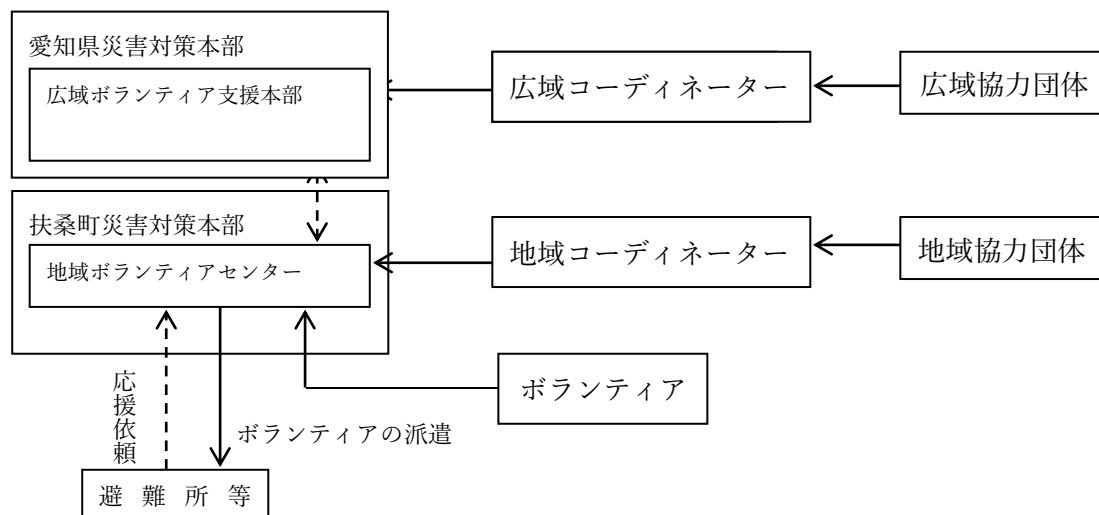 愛知県災害対策本部
広域ボランティア支援本部
広域コーディネーター
広域協力団体
扶桑町災害対策本部
地域ボランティアセンター
地域コーディネーター
地域協力団体
ボランティア
応援依頼
ボランティアの派遣
避難所等